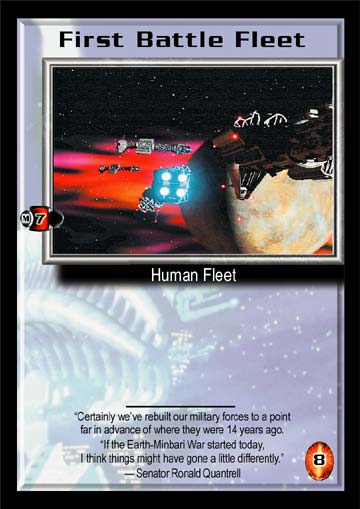 First Battle Fleet
M 7
Human Fleet
“Certainly we’ve rebuilt our military forces to a point
far in advance of where they were 14 years ago.
“If the Earth-Minbari War started today,
I think things might have gone a little differently.”
— Senator Ronald Quantrell
8